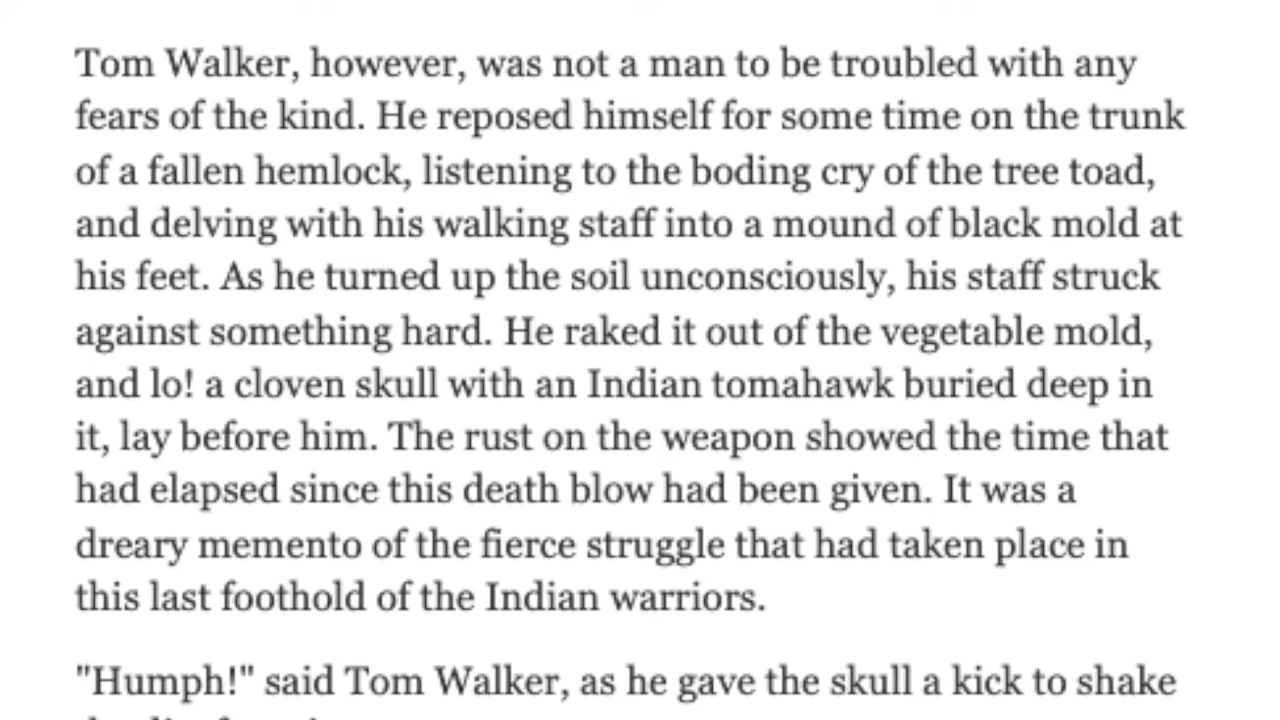 Tom Walker, however, was not a man to be troubled with any
fears of the kind. He reposed himself for some time on the trunk
of a fallen hemlock, listening to the boding cry of the tree toad,
and delving with his walking staff into a mound of black mold at
his feet. As he turned up the soil unconsciously, his staff struck
against something hard. He raked it out of the vegetable mold,
and lo! a cloven skull with an Indian tomahawk buried deep in
it, lay before him. The rust on the weapon showed the time that
had elapsed since this death blow had been given. It was a
dreary memento of the fierce struggle that had taken place in
this last foothold of the Indian warriors.
"Humph!" said Tom Walker, as he gave the skull a kick to shake